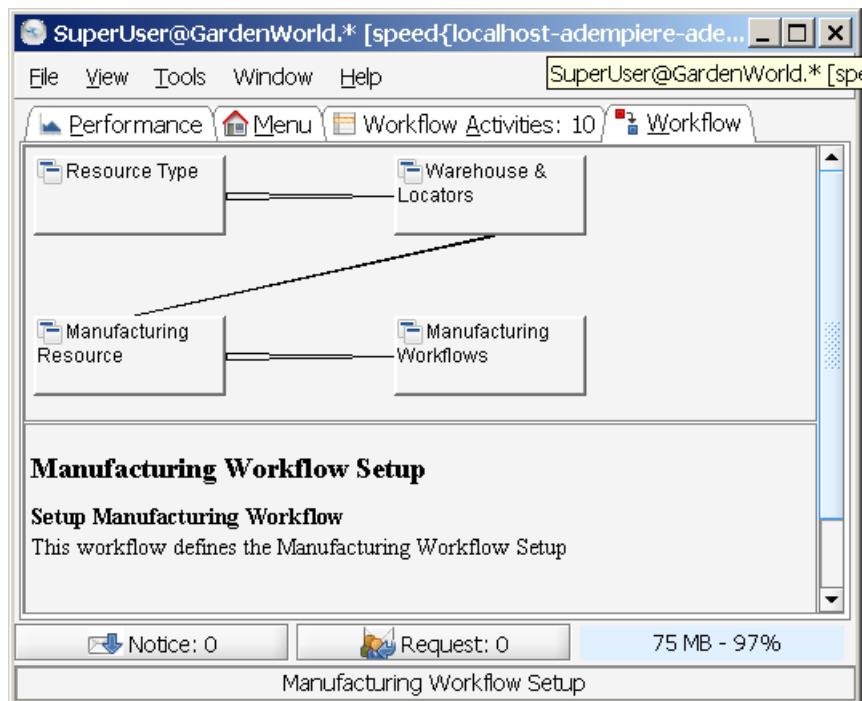 SuperUser@GardenWorld.* [speed{localhost-adempiere-ade...
File View Tools Window Help
SuperUser@GardenWorld.* [spe
Performance Menu Workflow Activities: 10 Workflow
Resource Type
Warehouse &
Locators
Manufacturing
Resource
Manufacturing
Workflows
Manufacturing Workflow Setup
Setup Manufacturing Workflow
This workflow defines the Manufacturing Workflow Setup
Notice: 0 Request: 0 75 MB - 97%
Manufacturing Workflow Setup